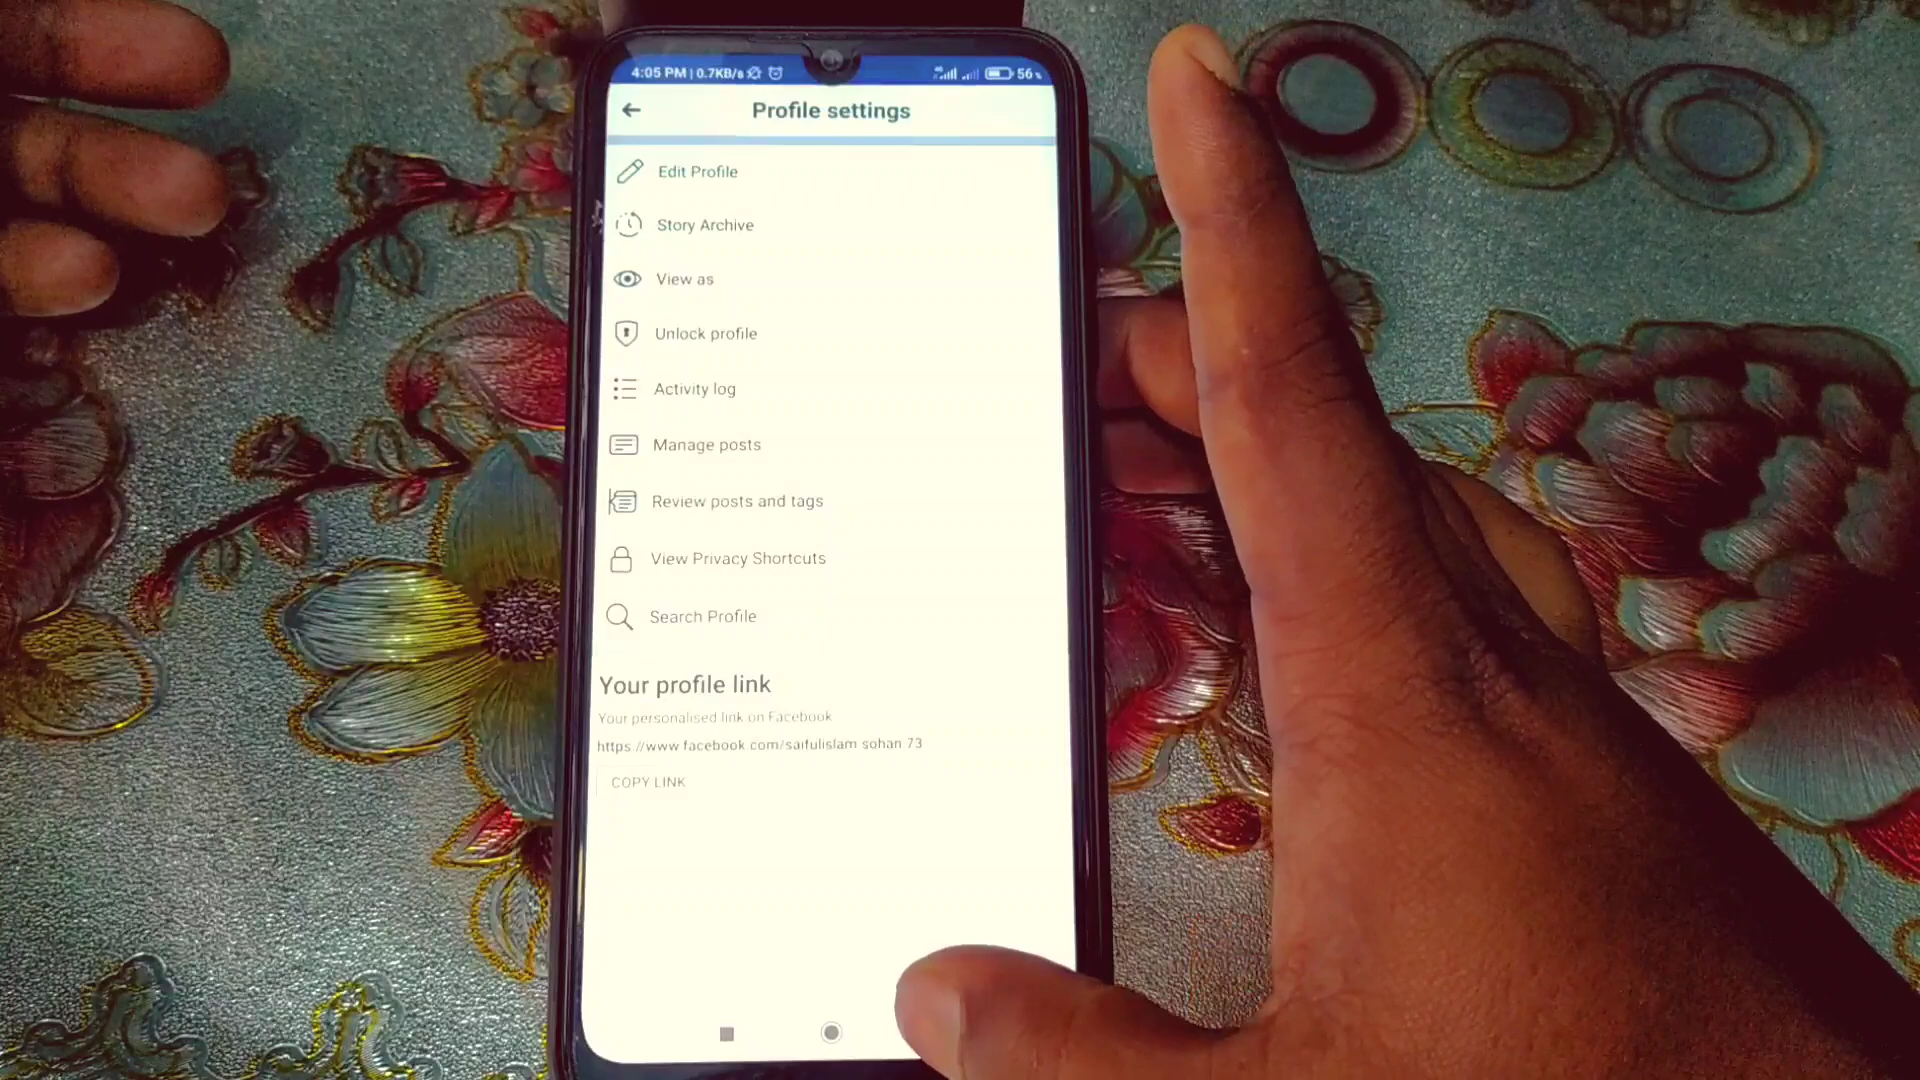 4:05 PM | 0.7KB/s
56%
Profile settings
Edit Profile
Story Archive
View as
Unlock profile
Activity log
Manage posts
Review posts and tags
View Privacy Shortcuts
Search Profile
Your profile link
Your personalised link on Facebook
https://www.facebook.com/saifulislam.sohan.73
COPY LINK